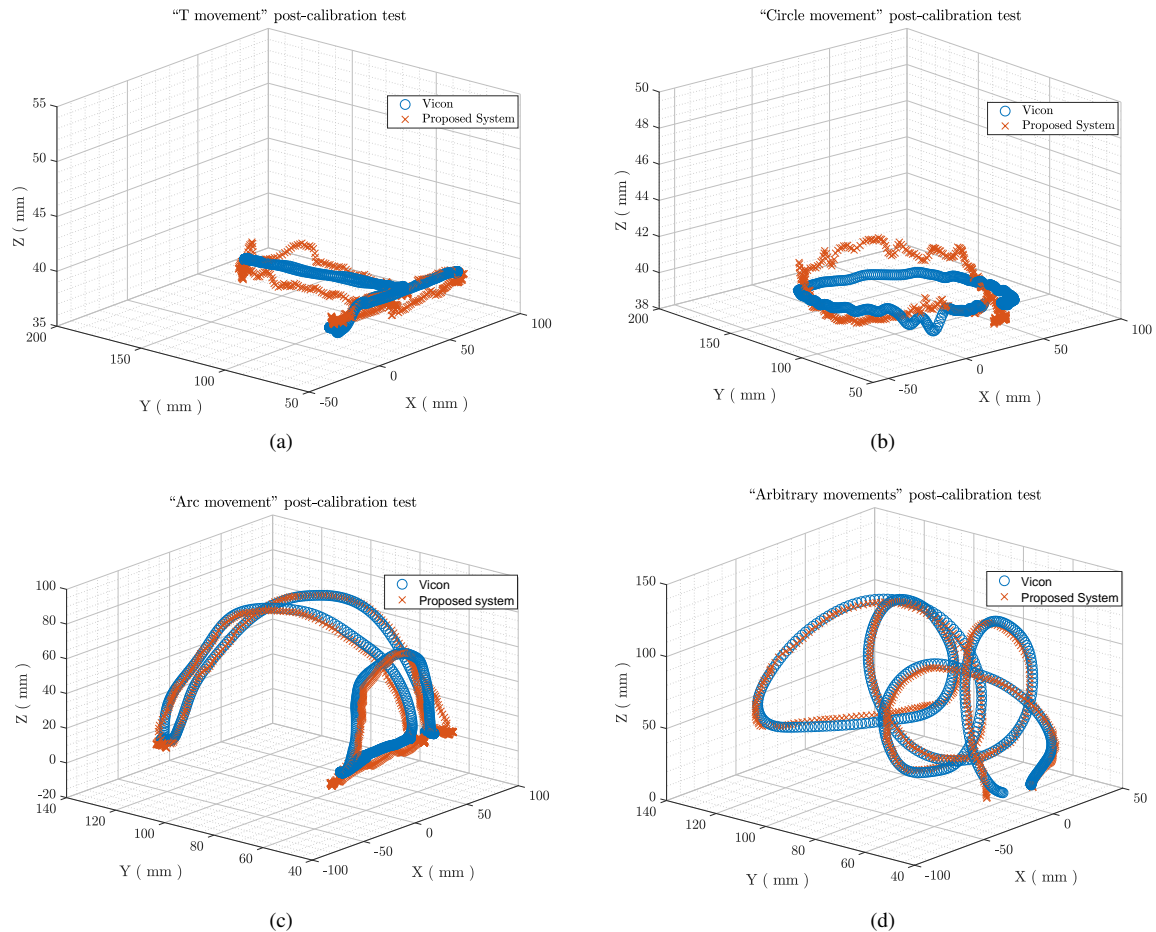 “T movement” post-calibration test
Vicon
Proposed System
55
50
45
40
35
Z ( mm )
200
150
100
50
Y ( mm )
-50
0
50
100
X ( mm )
(a)
“Circle movement” post-calibration test
Vicon
Proposed System
50
48
46
44
42
40
38
Z ( mm )
200
150
100
50
Y ( mm )
-50
0
50
100
X ( mm )
(b)
“Arc movement” post-calibration test
Vicon
Proposed system
100
80
60
40
20
0
-20
Z ( mm )
140
120
100
80
60
40
Y ( mm )
-100
-50
0
50
100
X ( mm )
(c)
“Arbitrary movements” post-calibration test
Vicon
Proposed System
150
100
50
0
Z ( mm )
140
120
100
80
60
40
Y ( mm )
-100
-50
0
50
X ( mm )
(d)